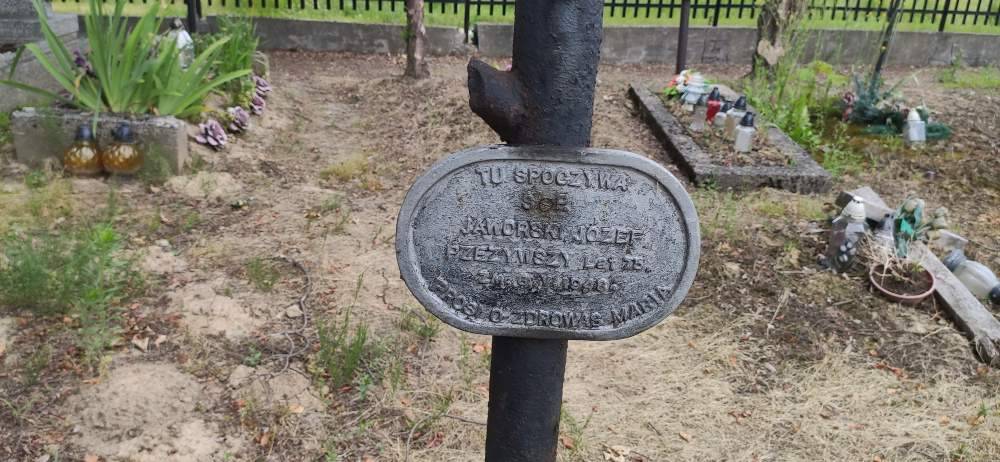 TU SPOCZYWA
Ś.P.
JAWORSKI JÓZEF
PRZEŻYWSZY LAT 75.
PROSI O ZDROWAŚ MARIA